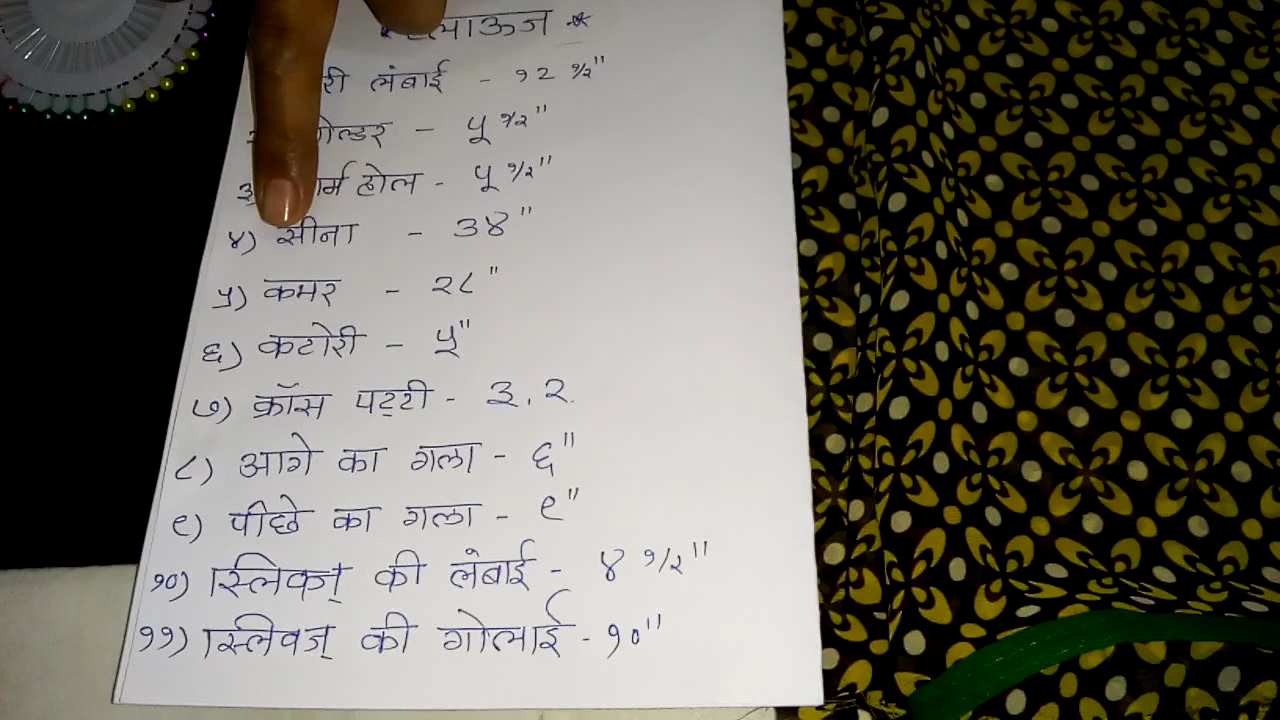 ब्लाऊज *
री लंबाई - १२ १/२"
शोल्डर - ५ १/२"
३) आर्म होल - ५ १/२"
४) सीना - ३४"
५) कमर - २८"
६) कटोरी - ५"
७) क्रॉस पट्टी - ३, २.
८) आगे का गला - ६"
९) पीछे का गला - ९"
१०) स्लिवज् की लंबाई - ४ १/२"
११) स्लिवज् की गोलाई - १०"